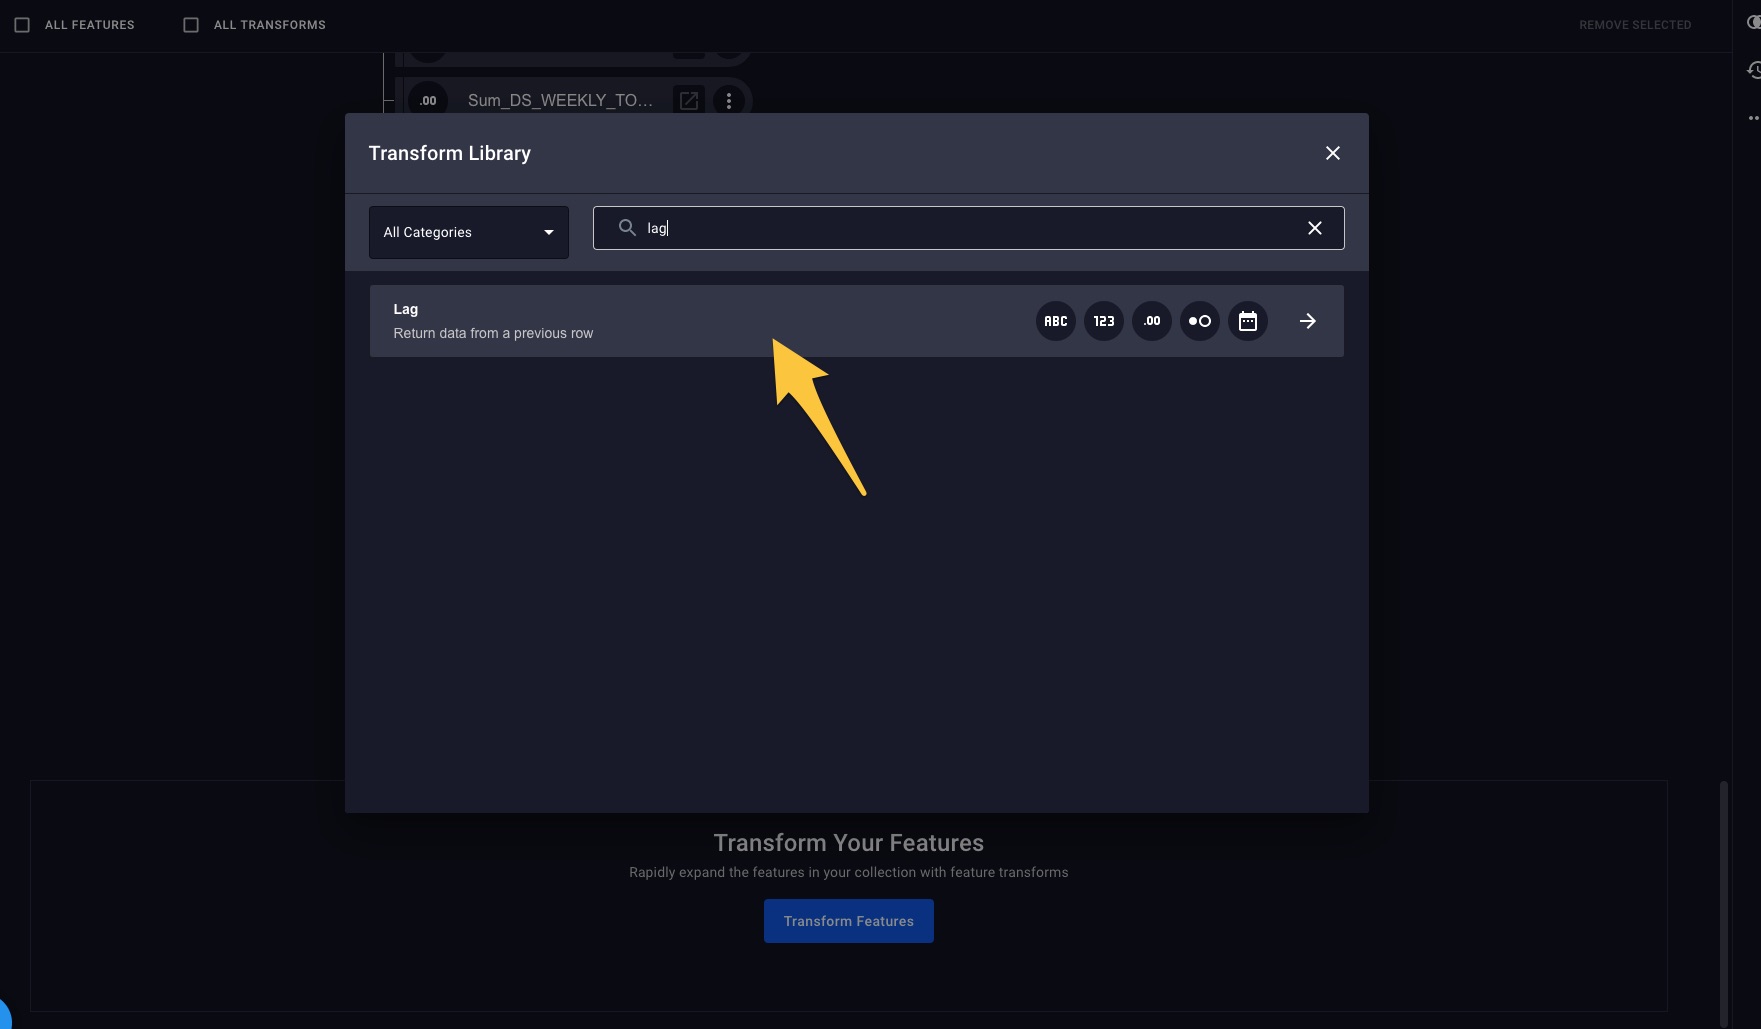 ALL FEATURES
ALL TRANSFORMS
REMOVE SELECTED
.00 Sum_DS_WEEKLY_TO...
Transform Library
All Categories
lag
Lag
Return data from a previous row
ABC 123 .00
Transform Your Features
Rapidly expand the features in your collection with feature transforms
Transform Features